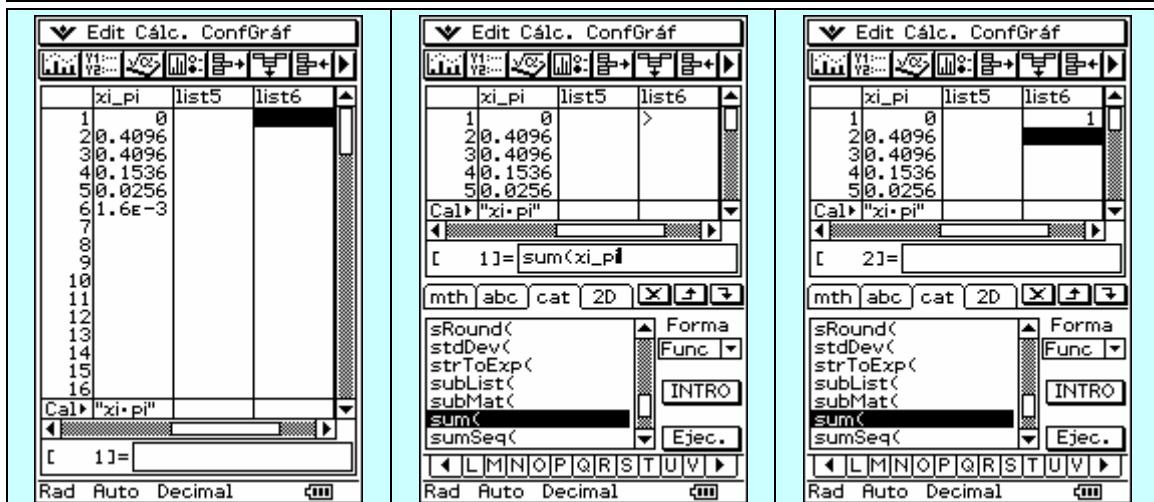 Edit Cálc. ConfGráf
xi_pi list5 list6
1 0
2 0.4096
3 0.4096
4 0.1536
5 0.0256
6 1.6E-3
7
8
9
10
11
12
13
14
15
16
Cal▶ "xi·pi"
[ 1]=
Rad Auto Decimal
Edit Cálc. ConfGráf
xi_pi list5 list6
1 0 >
2 0.4096
3 0.4096
4 0.1536
5 0.0256
Cal▶ "xi·pi"
[ 1]= sum(xi_pi
mth abc cat 2D
sRound( Forma
stdDev( Func
strToExp(
subList( INTRO
subMat(
sum(
sumSeq( Ejec.
L M N O P Q R S T U V
Rad Auto Decimal
Edit Cálc. ConfGráf
xi_pi list5 list6
1 0 1
2 0.4096
3 0.4096
4 0.1536
5 0.0256
Cal▶ "xi·pi"
[ 2]=
mth abc cat 2D
sRound( Forma
stdDev( Func
strToExp(
subList( INTRO
subMat(
sum(
sumSeq( Ejec.
L M N O P Q R S T U V
Rad Auto Decimal